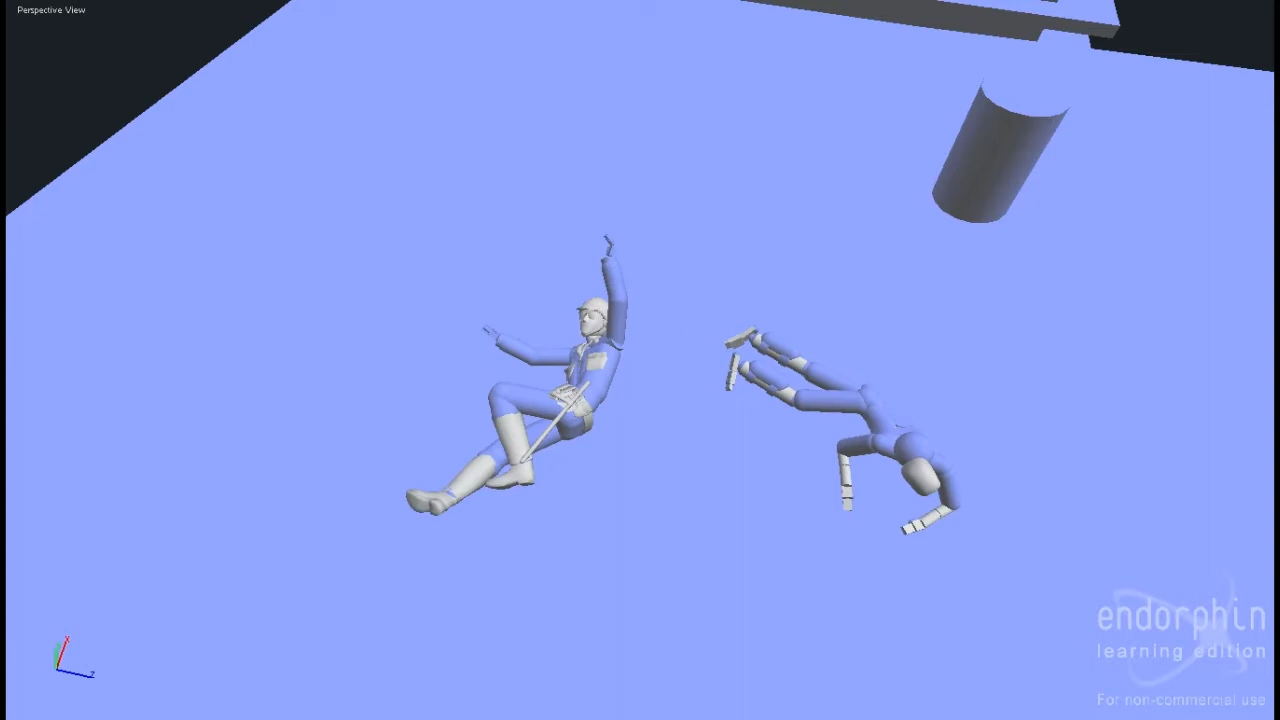 Perspective View
X
Z
endorphin
learning edition
For non-commercial use